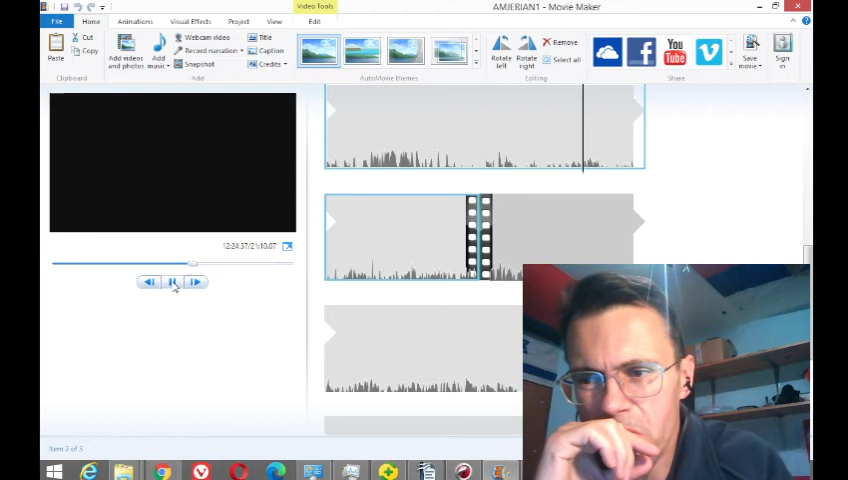 Video Tools
AMJERIAN1 - Movie Maker
File Home Animations Visual Effects Project View Edit
Paste
Cut
Copy
Clipboard
Add videos and photos
Add music
Webcam video
Record narration
Snapshot
Title
Caption
Credits
Add
AutoMovie themes
Rotate left
Rotate right
Remove
Select all
Editing
f
You Tube
Share
Save movie
Sign in
12:24.37/21:10.07
Item 2 of 3